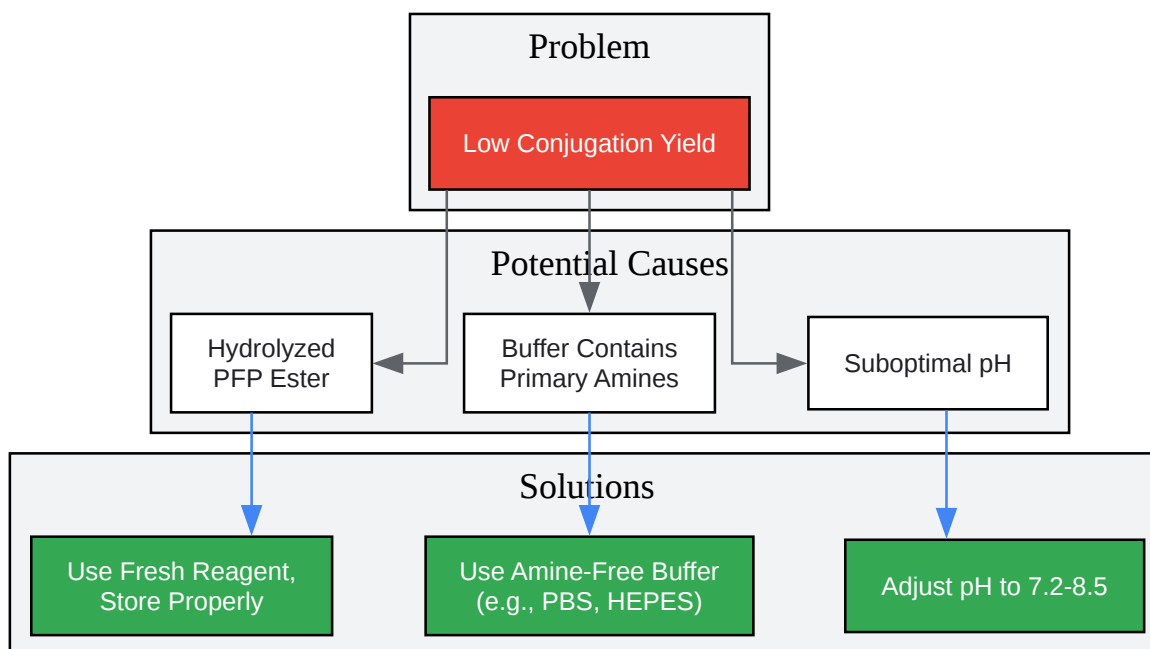 Problem
Low Conjugation Yield
Potential Causes
Hydrolyzed
PFP Ester
Buffer Contains
Primary Amines
Suboptimal pH
Solutions
Use Fresh Reagent,
Store Properly
Use Amine-Free Buffer
(e.g., PBS, HEPES)
Adjust pH to 7.2-8.5